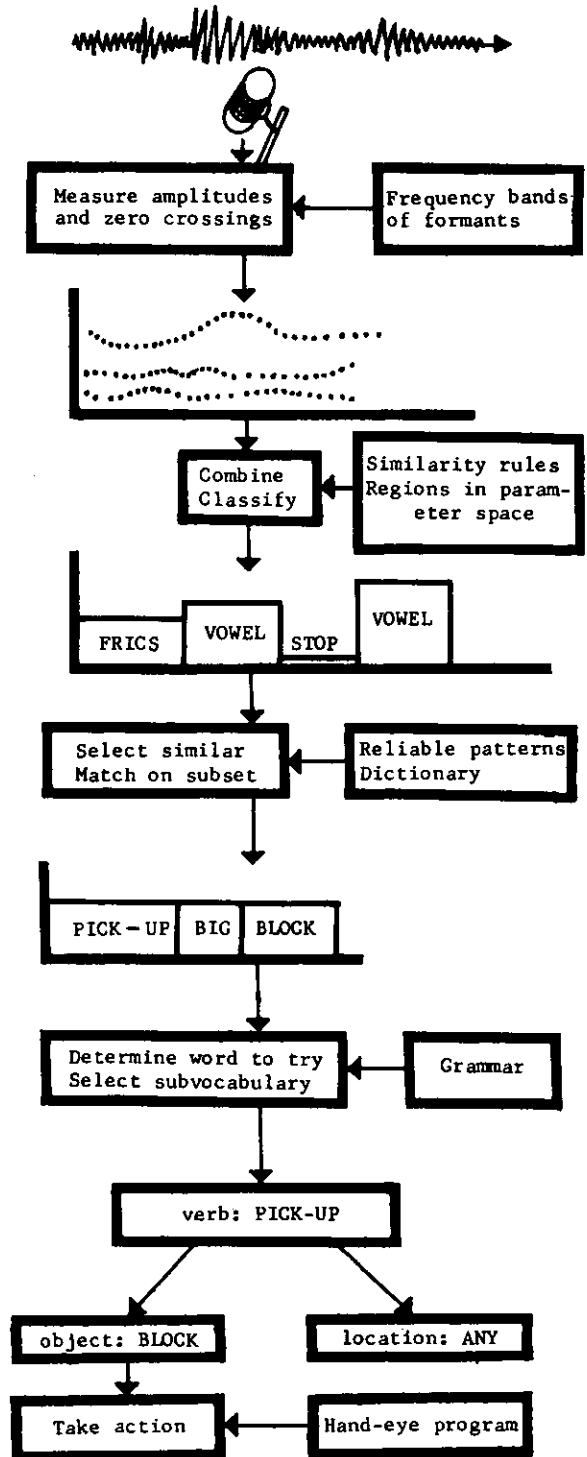 Measure amplitudes
and zero crossings
Frequency bands
of formants
Combine
Classify
Similarity rules
Regions in param-
eter space
FRICS
VOWEL
STOP
VOWEL
Select similar
Match on subset
Reliable patterns
Dictionary
PICK-UP
BIG
BLOCK
Determine word to try
Select subvocabulary
Grammar
verb: PICK-UP
object: BLOCK
location: ANY
Take action
Hand-eye program